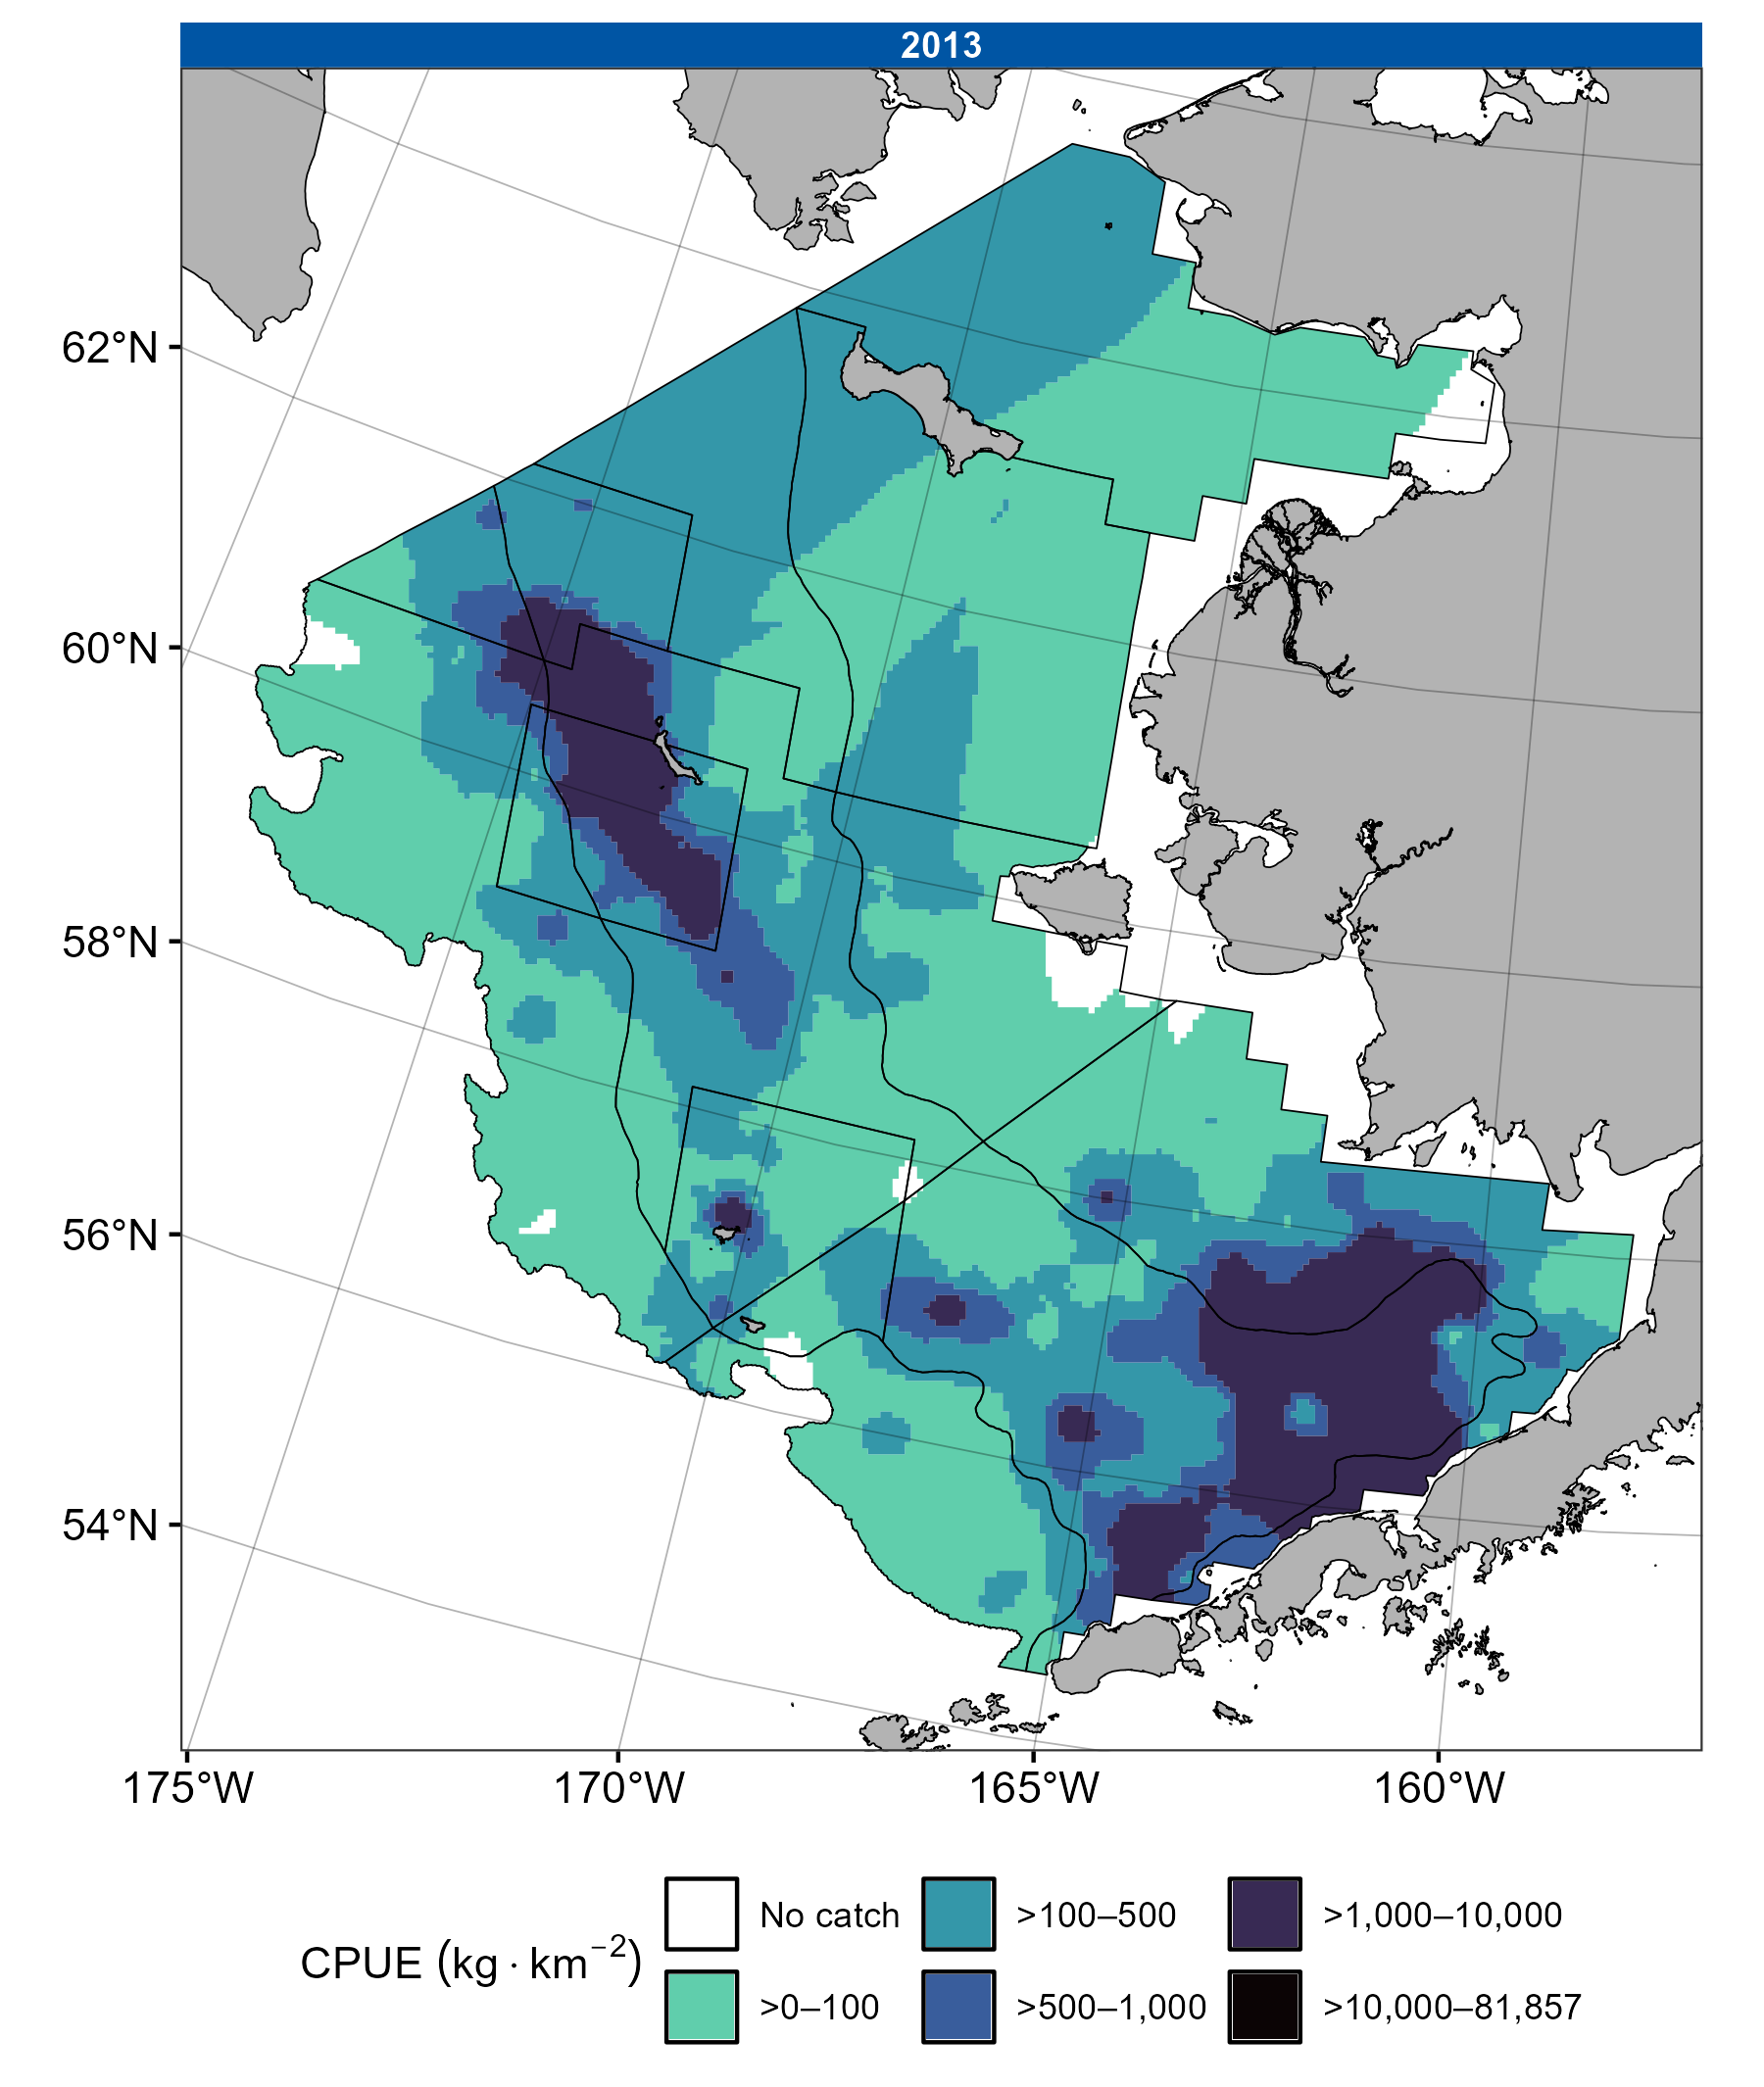 2013
62°N
60°N
58°N
56°N
54°N
175°W 170°W 165°W 160°W
CPUE (kg · km⁻²)
No catch >100–500 >1,000–10,000
>0–100 >500–1,000 >10,000–81,857